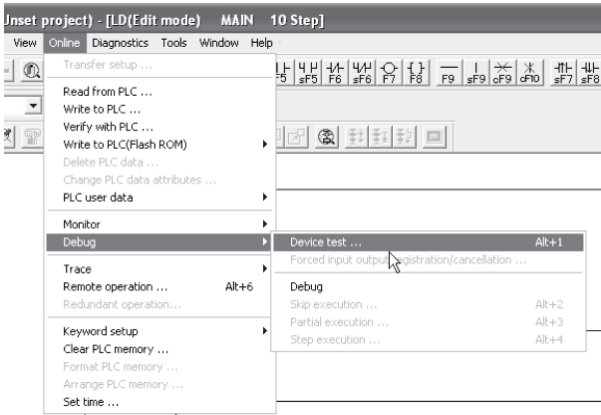 Unset project) - [LD(Edit mode) MAIN 10 Step]
View Online Diagnostics Tools Window Help
F5 sF5 F6 sF6 F7 F8 F9 sF9 cF9 cF10 sF7 sF8
Transfer setup ...
Read from PLC ...
Write to PLC ...
Verify with PLC ...
Write to PLC(Flash ROM)
Delete PLC data ...
Change PLC data attributes ...
PLC user data
Monitor
Debug
Device test ... Alt+1
Forced input output registration/cancellation ...
Trace
Debug
Remote operation ... Alt+6
Skip execution ... Alt+2
Redundant operation...
Partial execution ... Alt+3
Step execution ... Alt+4
Keyword setup
Clear PLC memory ...
Format PLC memory ...
Arrange PLC memory ...
Set time ...